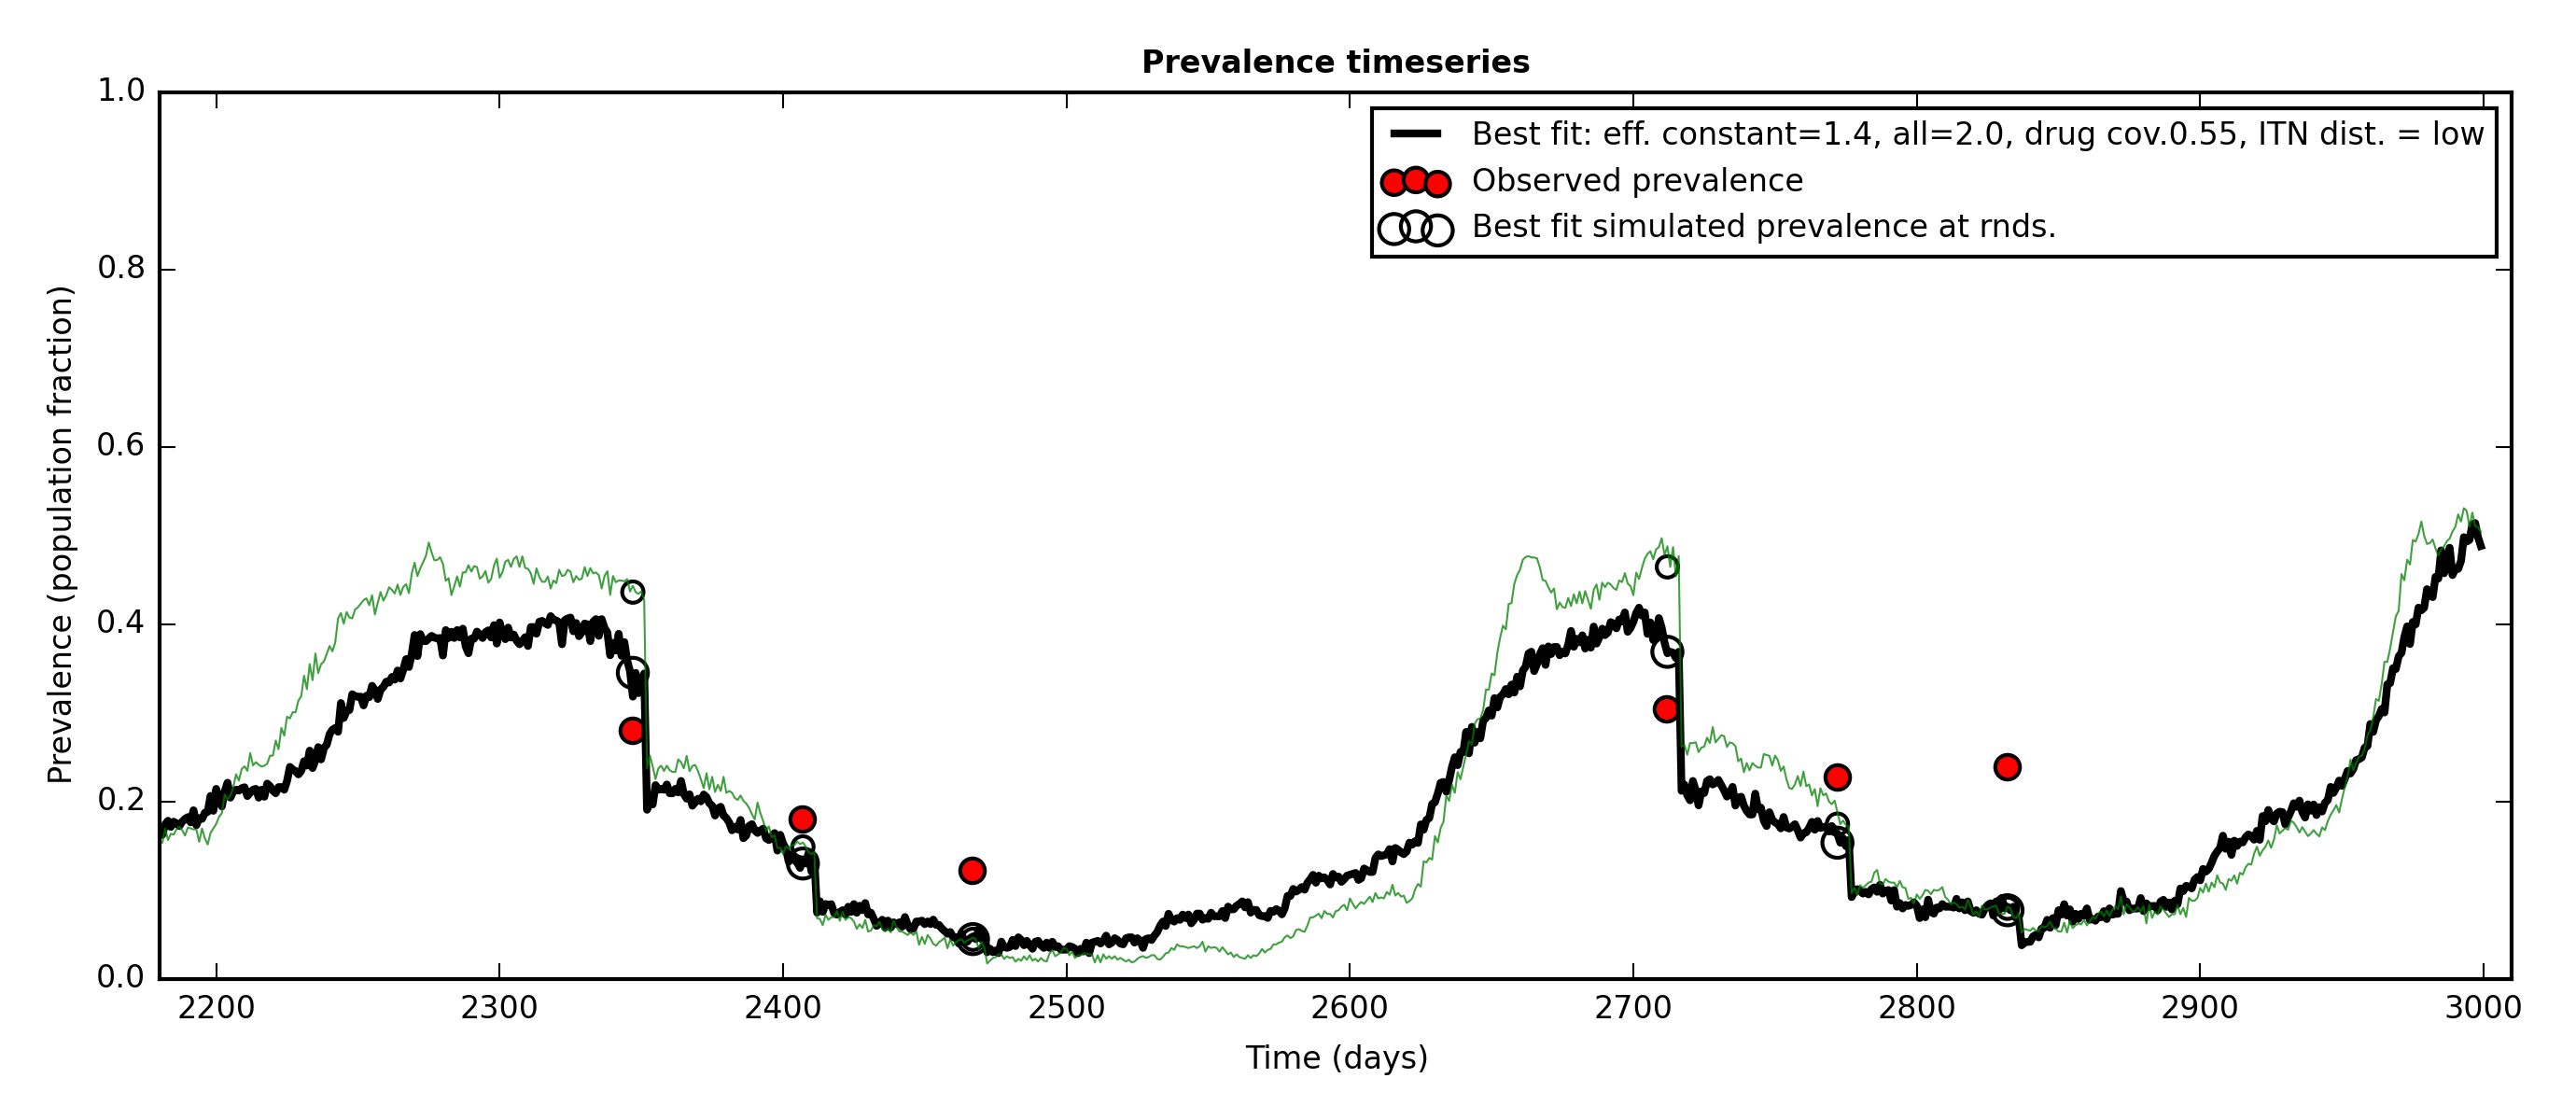 Prevalence timeseries
Best fit: eff. constant=1.4, all=2.0, drug cov.0.55, ITN dist. = low
Observed prevalence
Best fit simulated prevalence at rnds.
Prevalence (population fraction)
1.0
0.8
0.6
0.4
0.2
0.0
2200 2300 2400 2500 2600 2700 2800 2900 3000
Time (days)